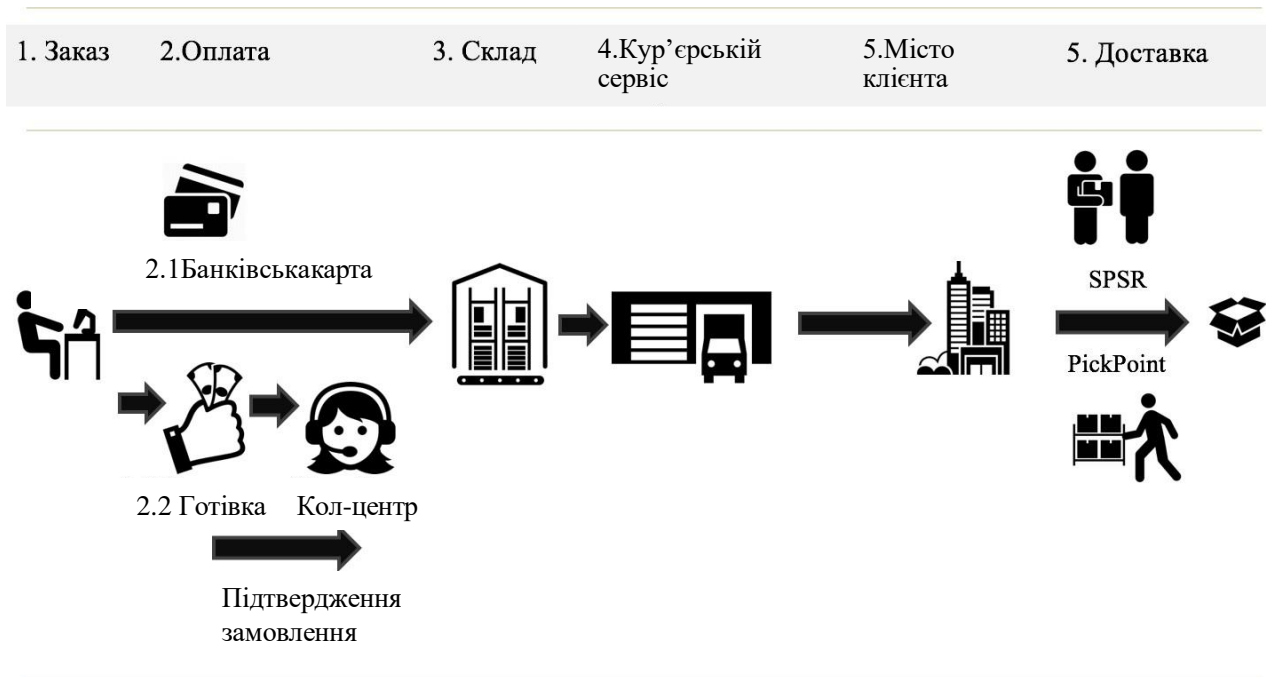 1. Заказ
2.Оплата
3. Склад
4.Кур’єрській
сервіс
5.Місто
клієнта
5. Доставка
2.1Банківськакарта
SPSR
PickPoint
2.2 Готівка
Кол-центр
Підтвердження
замовлення